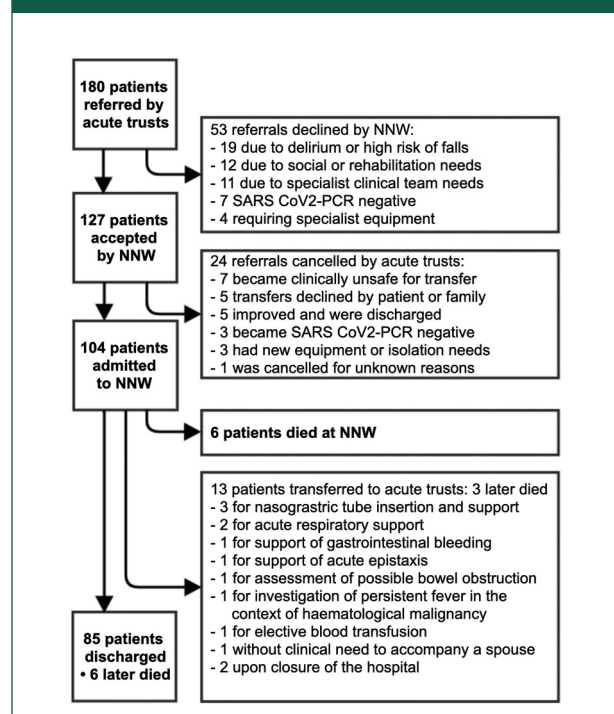 180 patients
referred by
acute trusts
53 referrals declined by NNW:
- 19 due to delirium or high risk of falls
- 12 due to social or rehabilitation needs
- 11 due to specialist clinical team needs
- 7 SARS CoV2-PCR negative
- 4 requiring specialist equipment
127 patients
accepted
by NNW
24 referrals cancelled by acute trusts:
- 7 became clinically unsafe for transfer
- 5 transfers declined by patient or family
- 5 improved and were discharged
- 3 became SARS CoV2-PCR negative
- 3 had new equipment or isolation needs
- 1 was cancelled for unknown reasons
104 patients
admitted
to NNW
6 patients died at NNW
13 patients transferred to acute trusts: 3 later died
- 3 for nasograstric tube insertion and support
- 2 for acute respiratory support
- 1 for support of gastrointestinal bleeding
- 1 for support of acute epistaxis
- 1 for assessment of possible bowel obstruction
- 1 for investigation of persistent fever in the
context of haematological malignancy
- 1 for elective blood transfusion
- 1 without clinical need to accompany a spouse
- 2 upon closure of the hospital
85 patients
discharged
• 6 later died